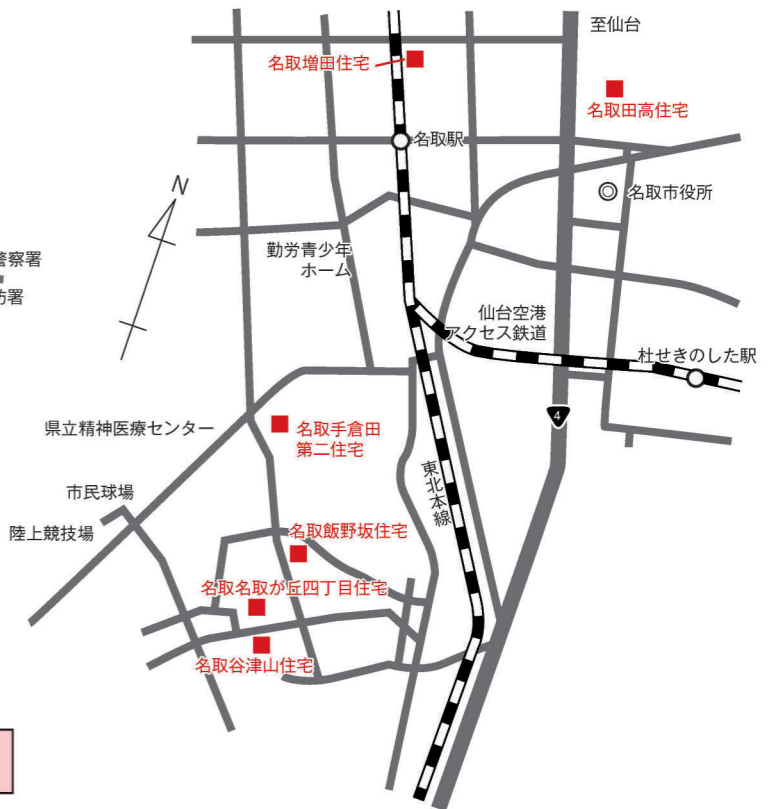 至仙台
名取増田住宅
名取田高住宅
名取駅
N
名取市役所
警察署
防署
勤労青少年
ホーム
仙台空港
アクセス鉄道
杜せきのした駅
4
県立精神医療センター
名取手倉田
第二住宅
東北本線
市民球場
陸上競技場
名取飯野坂住宅
名取名取が丘四丁目住宅
名取谷津山住宅